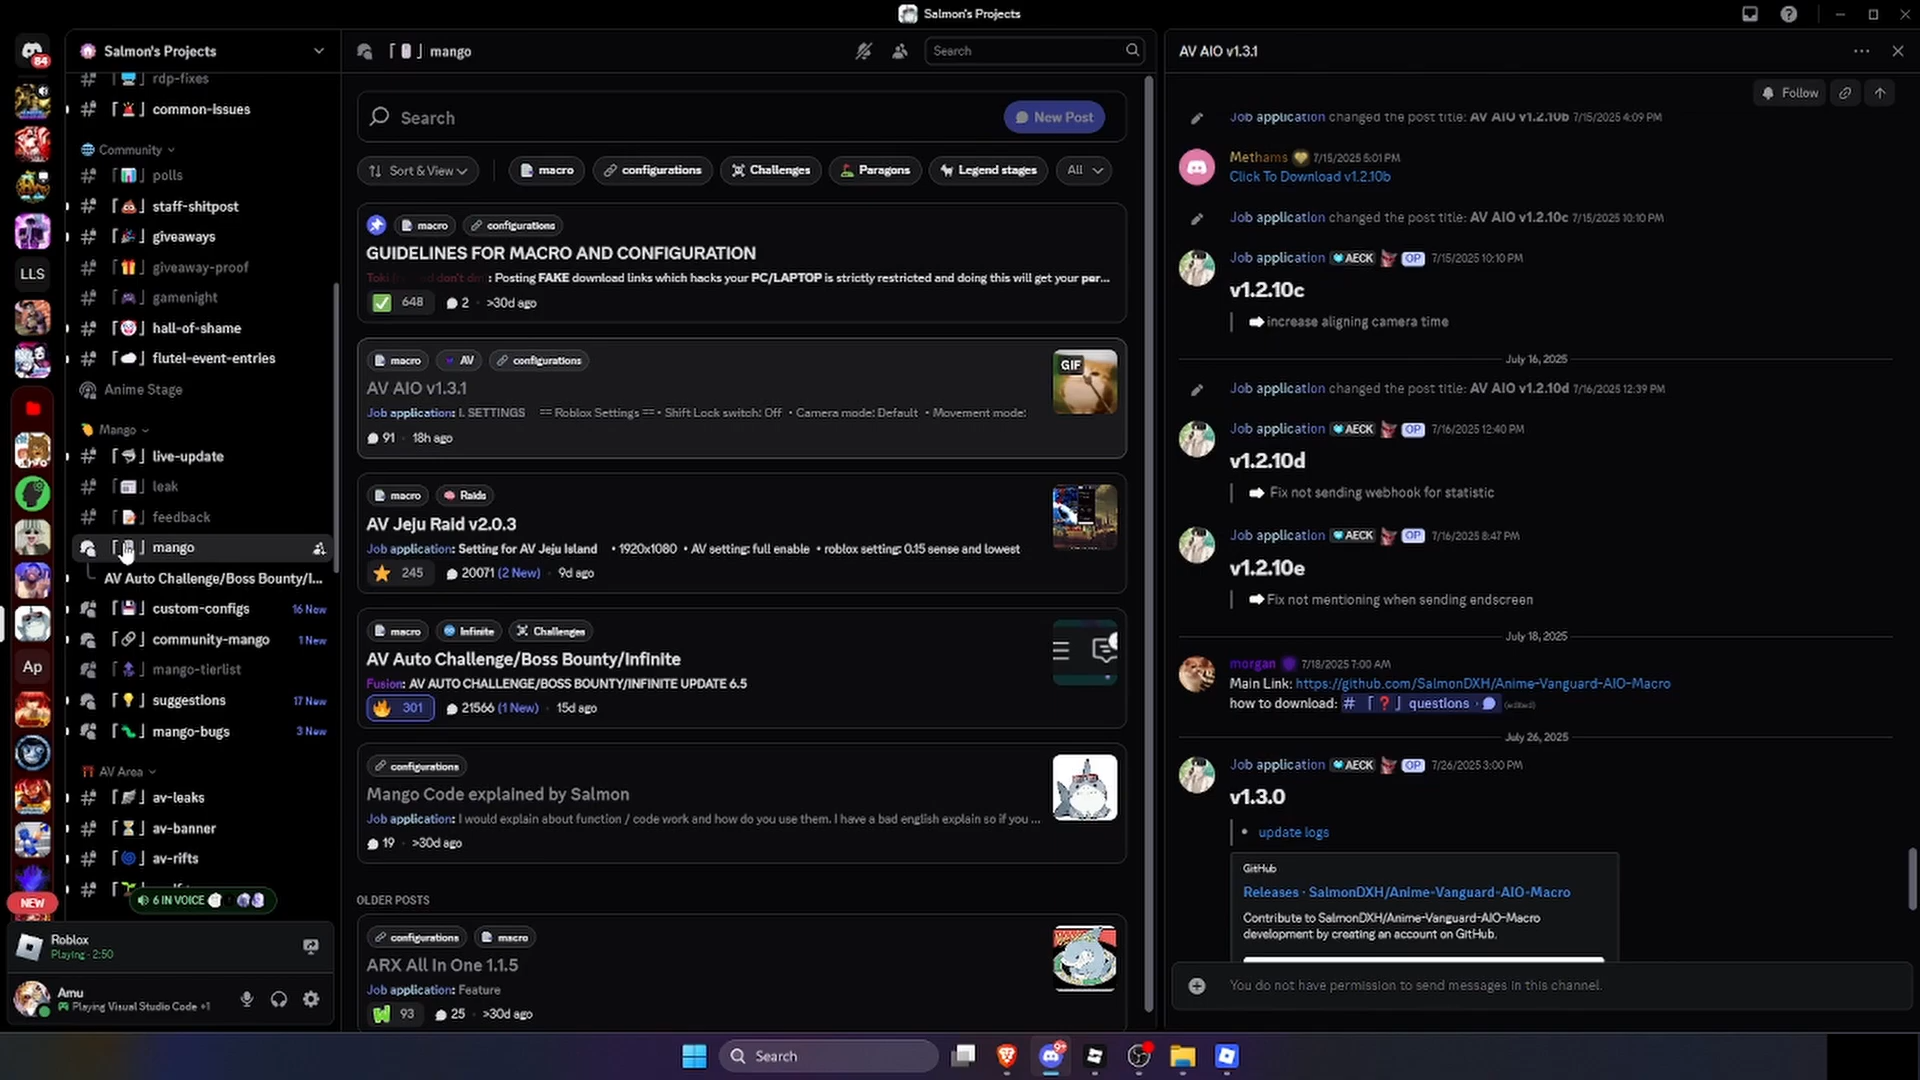 Salmon's Projects
84
LLS
Ap
NEW
Salmon's Projects
rdp-fixes
common-issues
Community
polls
staff-shitpost
giveaways
giveaway-proof
gamenight
hall-of-shame
flutel-event-entries
Anime Stage
Mango
live-update
leak
feedback
mango
AV Auto Challenge/Boss Bounty/I...
custom-configs 16 New
community-mango 1 New
mango-tierlist
suggestions 17 New
mango-bugs 3 New
AV Area
av-leaks
av-banner
av-rifts
6 IN VOICE
Roblox
Playing · 2:50
Amu
Playing Visual Studio Code +1
mango
Search
Search
New Post
Sort & View
macro
configurations
Challenges
Paragons
Legend stages
All
macro
configurations
GUIDELINES FOR MACRO AND CONFIGURATION
: Posting FAKE download links which hacks your PC/LAPTOP is strictly restricted and doing this will get your per...
648 2 · >30d ago
macro
AV
configurations
AV AIO v1.3.1
Job application: I. SETTINGS == Roblox Settings == • Shift Lock switch: Off • Camera mode: Default • Movement mode:
91 · 18h ago
GIF
macro
Raids
AV Jeju Raid v2.0.3
Job application: Setting for AV Jeju Island • 1920x1080 • AV setting: full enable • roblox setting: 0.15 sense and lowest
245 20071 (2 New) · 9d ago
macro
Infinite
Challenges
AV Auto Challenge/Boss Bounty/Infinite
Fusion: AV AUTO CHALLENGE/BOSS BOUNTY/INFINITE UPDATE 6.5
301 21566 (1 New) · 15d ago
configurations
Mango Code explained by Salmon
Job application: I would explain about function / code work and how do you use them. I have a bad english explain so if you ...
19 · >30d ago
OLDER POSTS
configurations
macro
ARX All In One 1.1.5
Job application: Feature
93 25 · >30d ago
AV AIO v1.3.1
Follow
Job application changed the post title: AV AIO v1.2.10b 7/15/2025 4:09 PM
Methams 7/15/2025 5:01 PM
Click To Download v1.2.10b
Job application changed the post title: AV AIO v1.2.10c 7/15/2025 10:10 PM
Job application AECK OP 7/15/2025 10:10 PM
v1.2.10c
➡ increase aligning camera time
July 16, 2025
Job application changed the post title: AV AIO v1.2.10d 7/16/2025 12:39 PM
Job application AECK OP 7/16/2025 12:40 PM
v1.2.10d
➡ Fix not sending webhook for statistic
Job application AECK OP 7/16/2025 8:47 PM
v1.2.10e
➡ Fix not mentioning when sending endscreen
July 18, 2025
morgan 7/18/2025 7:00 AM
Main Link: https://github.com/SalmonDXH/Anime-Vanguard-AIO-Macro
how to download: # 「❓」 questions · (edited)
July 26, 2025
Job application AECK OP 7/26/2025 3:00 PM
v1.3.0
• update logs
GitHub
Releases · SalmonDXH/Anime-Vanguard-AIO-Macro
Contribute to SalmonDXH/Anime-Vanguard-AIO-Macro
development by creating an account on GitHub.
You do not have permission to send messages in this channel.
Search
9+